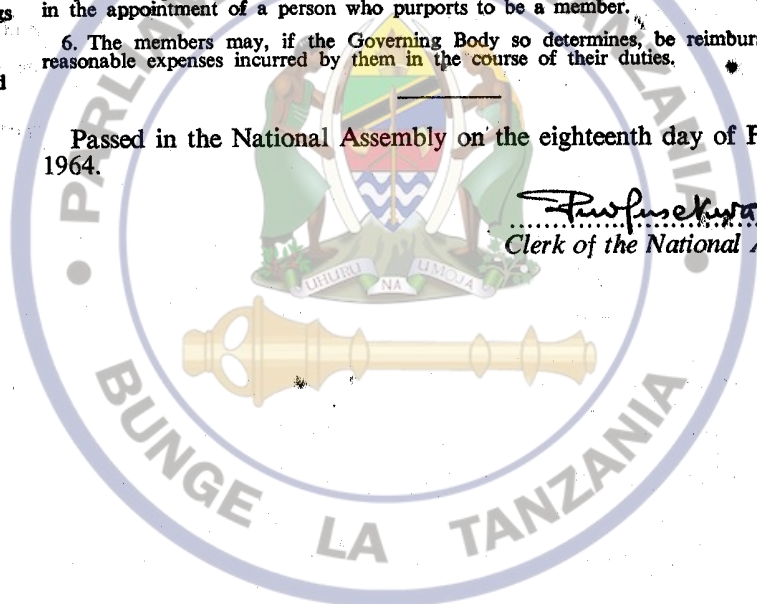 in the appointment of a person who purports to be a member.
6. The members may, if the Governing Body so determines, be
reasonable expenses incurred by them in the course of their duties.
Passed in the National Assembly on the eighteenth day of
1964.
Clerk of the National
UHURU NA UMOJA
BUNGE LA TANZANIA